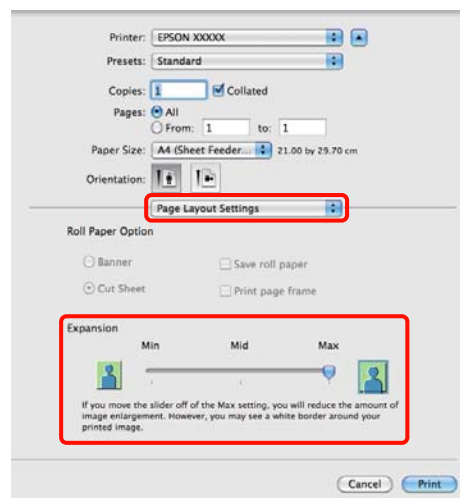 Printer: EPSON XXXXX
Presets: Standard
Copies: 1 Collated
Pages: All
From: 1 to: 1
Paper Size: A4 (Sheet Feeder... 21.00 by 29.70 cm
Orientation:
Page Layout Settings
Roll Paper Option
Banner Save roll paper
Cut Sheet Print page frame
Expansion
Min Mid Max
If you move the slider off of the Max setting, you will reduce the amount of
image enlargement. However, you may see a white border around your
printed image.
Cancel Print